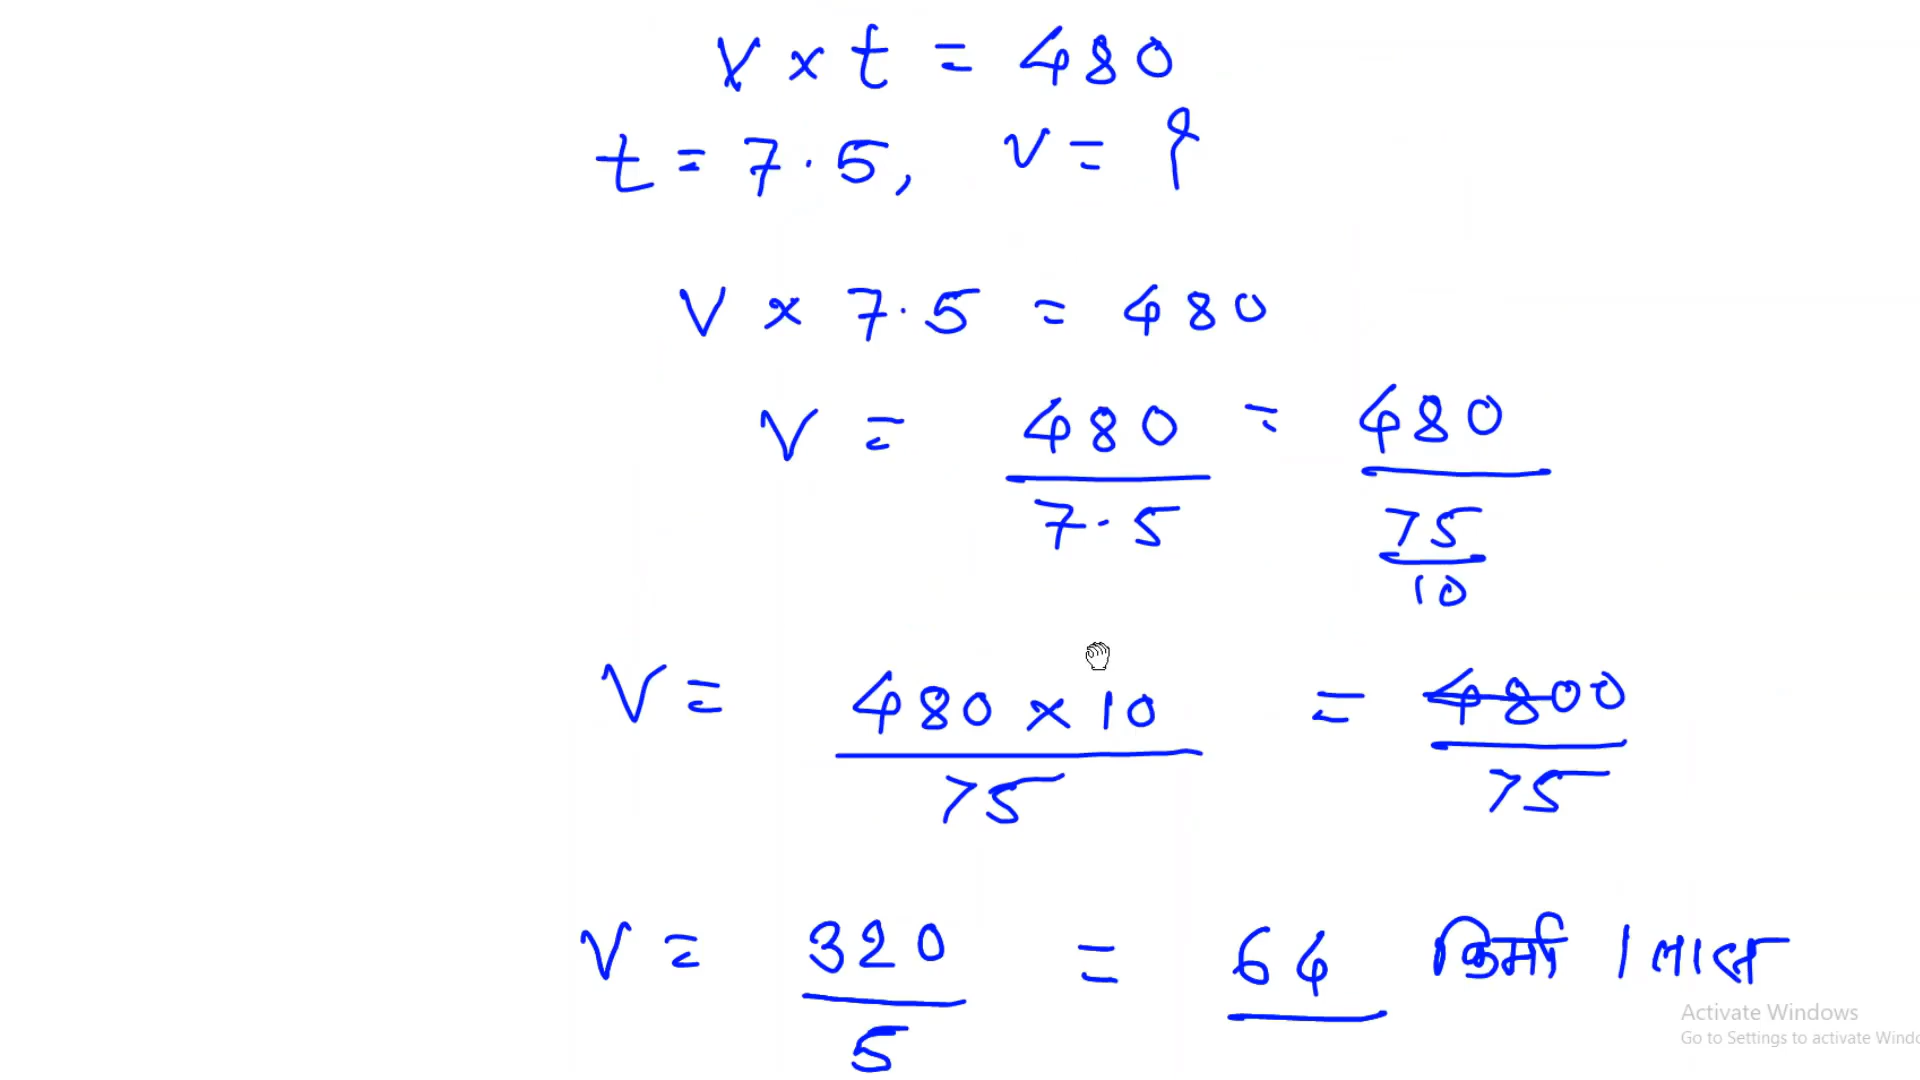 v × t = 480
t = 7.5, v = ?
v × 7.5 = 480
v = 480/7.5 = 480/(75/10)
v = 480 × 10/75 = 4800/75
v = 320/5 = 64 किमी / तास
Activate Windows
Go to Settings to activate Windo